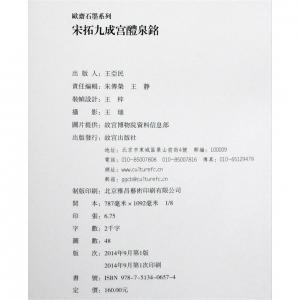 歐齋石墨系列
宋拓九成宮醴泉銘
出 版 人：王亞民
責任編輯：朱傳榮 王 靜
裝幀設計：王 梓
攝 影：王 璡
圖片提供：故宮博物院資料信息部
出版發行：故宮出版社
地址：北京市東城區景山前街4號 郵編：100009
電話：010-85007808 010-85007816 傳真：010-65129479
網址：www.culturefc.cn
郵箱：ggcb@culturefc.cn
製版印刷：北京雅昌藝術印刷有限公司
開 本：787毫米×1092毫米 1/8
印 張：6.75
字 數：2千字
圖 數：48
版 次：2014年9月第1版
2014年9月第1次印刷
書 號：ISBN 978-7-5134-0657-4
定 價：160.00元